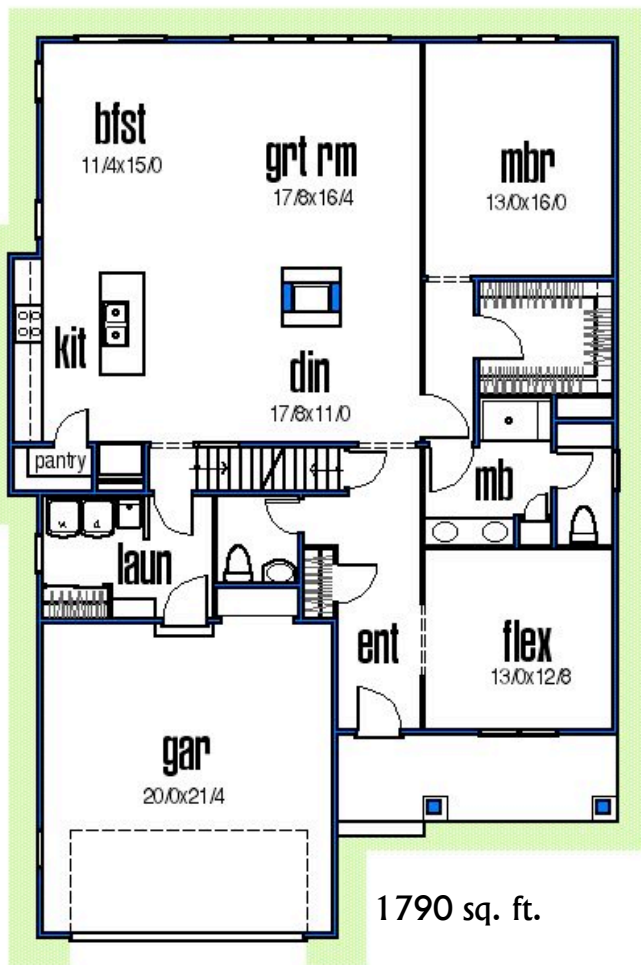 bfst
11/4x15/0
grt rm
17/8x16/4
mbr
13/0x16/0
kit
din
17/8x11/0
pantry
mb
w
d
laun
ent
flex
13/0x12/8
gar
20/0x21/4
1790 sq. ft.